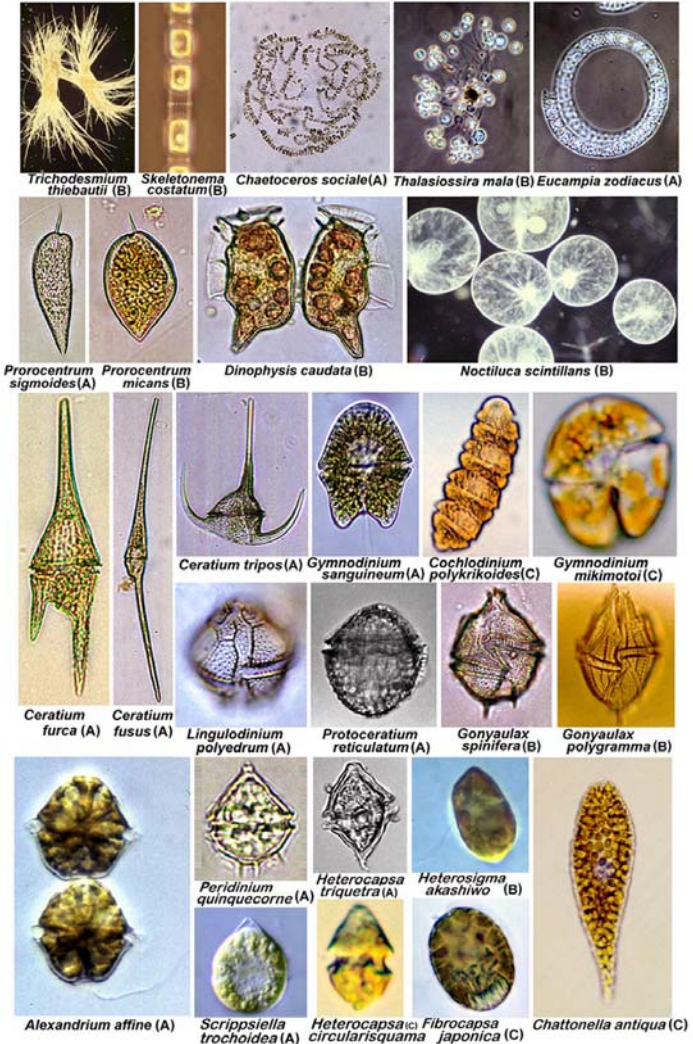 Trichodesmium
thiebautii (B)
Skeletonema
costatum (B)
Chaetoceros sociale (A)
Thalasiossira mala (B)
Eucampia zodiacus (A)
Prorocentrum
sigmoides (A)
Prorocentrum
micans (B)
Dinophysis caudata (B)
Noctiluca scintillans (B)
Ceratium tripos (A)
Gymnodinium
sanguineum (A)
Cochlodinium
polykrikoides (C)
Gymnodinium
mikimotoi (C)
Ceratium
furca (A)
Ceratium
fusus (A)
Lingulodinium
polyedrum (A)
Protoceratium
reticulatum (A)
Gonyaulax
spinifera (B)
Gonyaulax
polygramma (B)
Peridinium
quinquecorne (A)
Heterocapsa
triquetra (A)
Heterosigma
akashiwo (B)
Alexandrium affine (A)
Scrippsiella
trochoidea (A)
Heterocapsa (C)
circularisquama
Fibrocapsa
japonica (C)
Chattonella antiqua (C)